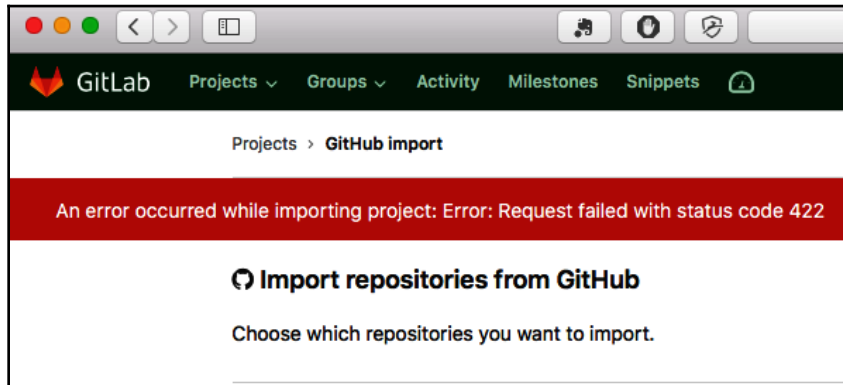 GitLab Projects Groups Activity Milestones Snippets
Projects > GitHub import
An error occurred while importing project: Error: Request failed with status code 422
Import repositories from GitHub
Choose which repositories you want to import.